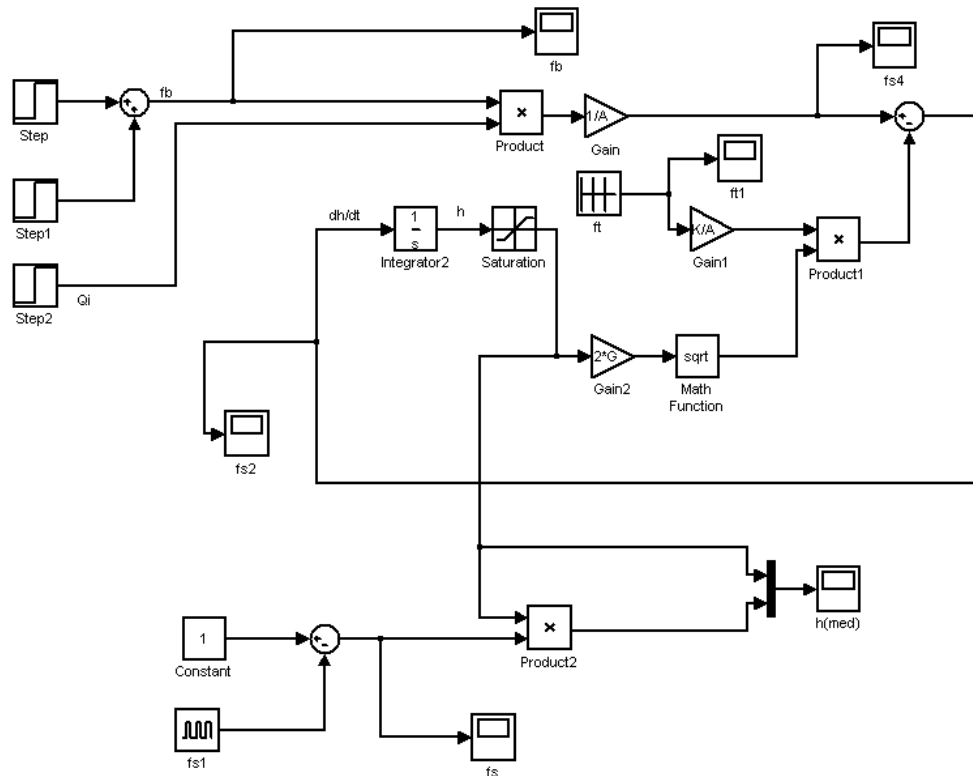 fb
fs4
Step
fb
×
1/A
Product
Gain
ft1
Step1
ft
dh/dt
1
s
h
K/A
×
Integrator2
Saturation
Gain1
Product1
Qi
Step2
2*G
sqrt
Gain2
Math
Function
fs2
h(med)
1
×
Constant
Product2
fs1
fs